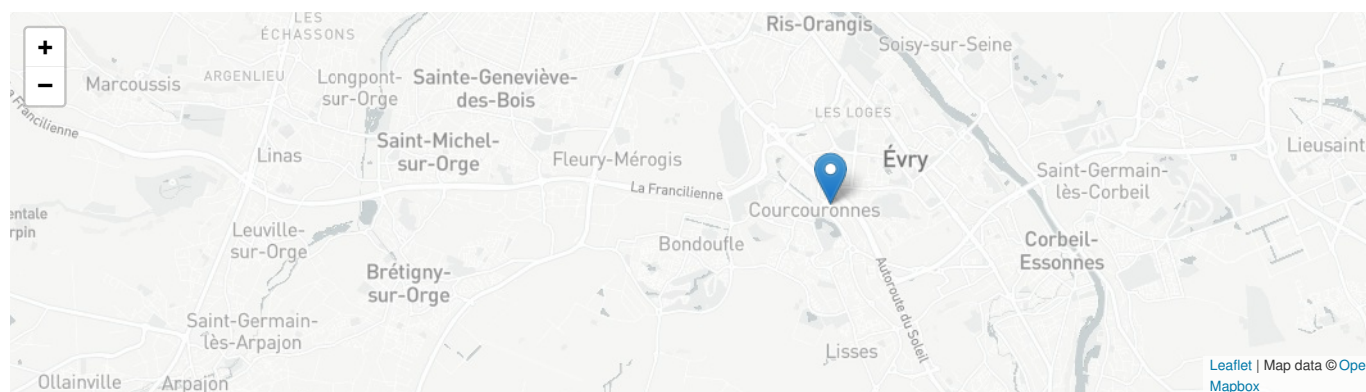 +
−
LES
ÉCHASSONS
Ris-Orangis
Soisy-sur-Seine
Marcoussis
ARGENLIEU
Longpont-
sur-Orge
Sainte-Geneviève-
des-Bois
La Francilienne
LES LOGES
Linas
Saint-Michel-
sur-Orge
Fleury-Mérogis
Évry
Lieusaint
Saint-Germain-
lès-Corbeil
La Francilienne
Courcouronnes
entale
rpin
Leuville-
sur-Orge
Bondoufle
Corbeil-
Essonnes
Brétigny-
sur-Orge
Autoroute du Soleil
Saint-Germain-
lès-Arpajon
Lisses
Ollainville
Arpajon
Leaflet | Map data © Ope
Mapbox